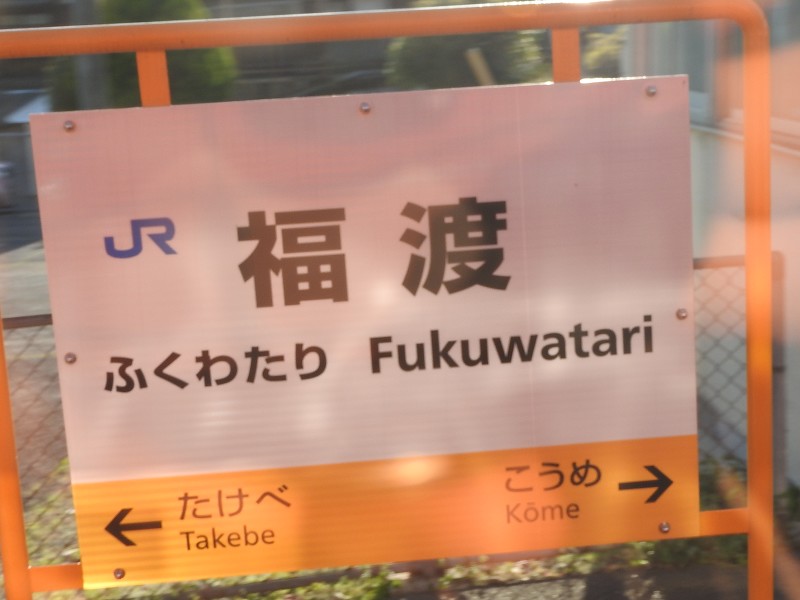 JR 福渡
ふくわたり Fukuwatari
← たけべ こうめ →
Takebe Kōme